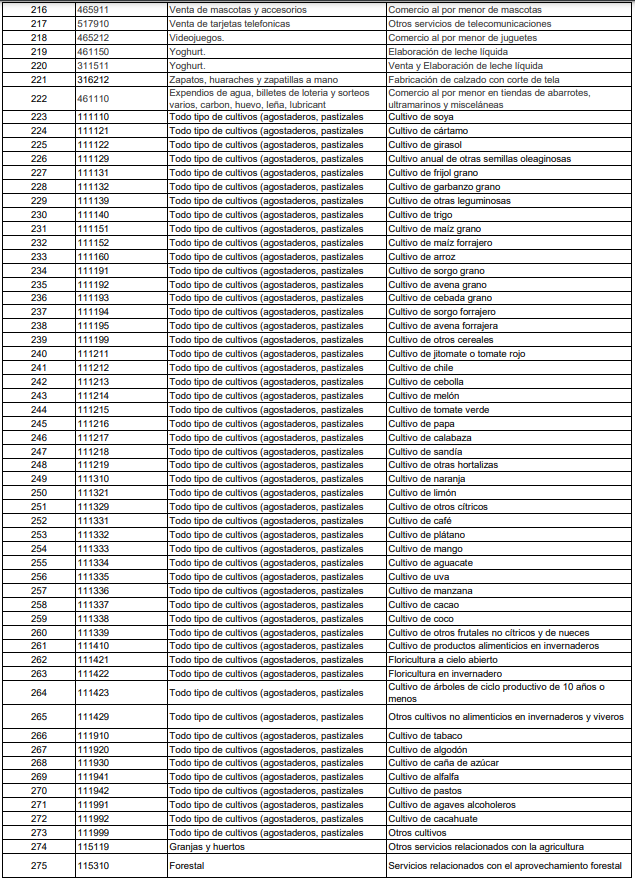 216 465911 Venta de mascotas y accesorios Comercio al por menor de mascotas
217 517910 Venta de tarjetas telefonicas Otros servicios de telecomunicaciones
218 465212 Videojuegos. Comercio al por menor de juguetes
219 461150 Yoghurt. Elaboración de leche líquida
220 311511 Yoghurt. Venta y Elaboración de leche líquida
221 316212 Zapatos, huaraches y zapatillas a mano Fabricación de calzado con corte de tela
222 461110 Expendios de agua, billetes de loteria y sorteos varios, carbon, huevo, leña, lubricant Comercio al por menor en tiendas de abarrotes, ultramarinos y misceláneas
223 111110 Todo tipo de cultivos (agostaderos, pastizales Cultivo de soya
224 111121 Todo tipo de cultivos (agostaderos, pastizales Cultivo de cártamo
225 111122 Todo tipo de cultivos (agostaderos, pastizales Cultivo de girasol
226 111129 Todo tipo de cultivos (agostaderos, pastizales Cultivo anual de otras semillas oleaginosas
227 111131 Todo tipo de cultivos (agostaderos, pastizales Cultivo de frijol grano
228 111132 Todo tipo de cultivos (agostaderos, pastizales Cultivo de garbanzo grano
229 111139 Todo tipo de cultivos (agostaderos, pastizales Cultivo de otras leguminosas
230 111140 Todo tipo de cultivos (agostaderos, pastizales Cultivo de trigo
231 111151 Todo tipo de cultivos (agostaderos, pastizales Cultivo de maíz grano
232 111152 Todo tipo de cultivos (agostaderos, pastizales Cultivo de maíz forrajero
233 111160 Todo tipo de cultivos (agostaderos, pastizales Cultivo de arroz
234 111191 Todo tipo de cultivos (agostaderos, pastizales Cultivo de sorgo grano
235 111192 Todo tipo de cultivos (agostaderos, pastizales Cultivo de avena grano
236 111193 Todo tipo de cultivos (agostaderos, pastizales Cultivo de cebada grano
237 111194 Todo tipo de cultivos (agostaderos, pastizales Cultivo de sorgo forrajero
238 111195 Todo tipo de cultivos (agostaderos, pastizales Cultivo de avena forrajera
239 111199 Todo tipo de cultivos (agostaderos, pastizales Cultivo de otros cereales
240 111211 Todo tipo de cultivos (agostaderos, pastizales Cultivo de jitomate o tomate rojo
241 111212 Todo tipo de cultivos (agostaderos, pastizales Cultivo de chile
242 111213 Todo tipo de cultivos (agostaderos, pastizales Cultivo de cebolla
243 111214 Todo tipo de cultivos (agostaderos, pastizales Cultivo de melón
244 111215 Todo tipo de cultivos (agostaderos, pastizales Cultivo de tomate verde
245 111216 Todo tipo de cultivos (agostaderos, pastizales Cultivo de papa
246 111217 Todo tipo de cultivos (agostaderos, pastizales Cultivo de calabaza
247 111218 Todo tipo de cultivos (agostaderos, pastizales Cultivo de sandía
248 111219 Todo tipo de cultivos (agostaderos, pastizales Cultivo de otras hortalizas
249 111310 Todo tipo de cultivos (agostaderos, pastizales Cultivo de naranja
250 111321 Todo tipo de cultivos (agostaderos, pastizales Cultivo de limón
251 111329 Todo tipo de cultivos (agostaderos, pastizales Cultivo de otros cítricos
252 111331 Todo tipo de cultivos (agostaderos, pastizales Cultivo de café
253 111332 Todo tipo de cultivos (agostaderos, pastizales Cultivo de plátano
254 111333 Todo tipo de cultivos (agostaderos, pastizales Cultivo de mango
255 111334 Todo tipo de cultivos (agostaderos, pastizales Cultivo de aguacate
256 111335 Todo tipo de cultivos (agostaderos, pastizales Cultivo de uva
257 111336 Todo tipo de cultivos (agostaderos, pastizales Cultivo de manzana
258 111337 Todo tipo de cultivos (agostaderos, pastizales Cultivo de cacao
259 111338 Todo tipo de cultivos (agostaderos, pastizales Cultivo de coco
260 111339 Todo tipo de cultivos (agostaderos, pastizales Cultivo de otros frutales no cítricos y de nueces
261 111410 Todo tipo de cultivos (agostaderos, pastizales Cultivo de productos alimenticios en invernaderos
262 111421 Todo tipo de cultivos (agostaderos, pastizales Floricultura a cielo abierto
263 111422 Todo tipo de cultivos (agostaderos, pastizales Floricultura en invernadero
264 111423 Todo tipo de cultivos (agostaderos, pastizales Cultivo de árboles de ciclo productivo de 10 años o menos
265 111429 Todo tipo de cultivos (agostaderos, pastizales Otros cultivos no alimenticios en invernaderos y viveros
266 111910 Todo tipo de cultivos (agostaderos, pastizales Cultivo de tabaco
267 111920 Todo tipo de cultivos (agostaderos, pastizales Cultivo de algodón
268 111930 Todo tipo de cultivos (agostaderos, pastizales Cultivo de caña de azúcar
269 111941 Todo tipo de cultivos (agostaderos, pastizales Cultivo de alfalfa
270 111942 Todo tipo de cultivos (agostaderos, pastizales Cultivo de pastos
271 111991 Todo tipo de cultivos (agostaderos, pastizales Cultivo de agaves alcoholeros
272 111992 Todo tipo de cultivos (agostaderos, pastizales Cultivo de cacahuate
273 111999 Todo tipo de cultivos (agostaderos, pastizales Otros cultivos
274 115119 Granjas y huertos Otros servicios relacionados con la agricultura
275 115310 Forestal Servicios relacionados con el aprovechamiento forestal